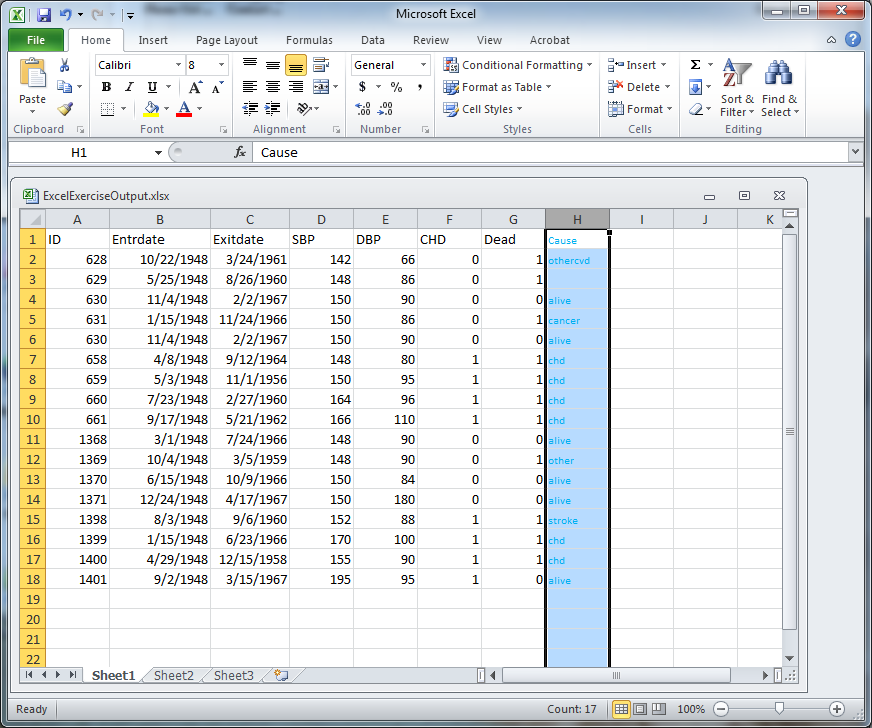 Microsoft Excel
File Home Insert Page Layout Formulas Data Review View Acrobat
Calibri 8 General Conditional Formatting Insert Σ
Paste B I U A A $ % , Format as Table Delete Sort & Find &
Cell Styles Format Filter Select
Clipboard Font Alignment Number Styles Cells Editing
H1 fx Cause
ExcelExerciseOutput.xlsx
A B C D E F G H I J K
1 ID Entrdate Exitdate SBP DBP CHD Dead Cause
2 628 10/22/1948 3/24/1961 142 66 0 1 othercvd
3 629 5/25/1948 8/26/1960 148 86 0 1
4 630 11/4/1948 2/2/1967 150 90 0 0 alive
5 631 1/15/1948 11/24/1966 150 86 0 1 cancer
6 630 11/4/1948 2/2/1967 150 90 0 0 alive
7 658 4/8/1948 9/12/1964 148 80 1 1 chd
8 659 5/3/1948 11/1/1956 150 95 1 1 chd
9 660 7/23/1948 2/27/1960 164 96 1 1 chd
10 661 9/17/1948 5/21/1962 166 110 1 1 chd
11 1368 3/1/1948 7/24/1966 148 90 0 0 alive
12 1369 10/4/1948 3/5/1959 148 90 0 1 other
13 1370 6/15/1948 10/9/1966 150 84 0 0 alive
14 1371 12/24/1948 4/17/1967 150 180 0 0 alive
15 1398 8/3/1948 9/6/1960 152 88 1 1 stroke
16 1399 1/15/1948 6/23/1966 170 100 1 1 chd
17 1400 4/29/1948 12/15/1958 155 90 1 1 chd
18 1401 9/2/1948 3/15/1967 195 95 1 0 alive
19
20
21
22
Sheet1 Sheet2 Sheet3
Ready Count: 17 100%